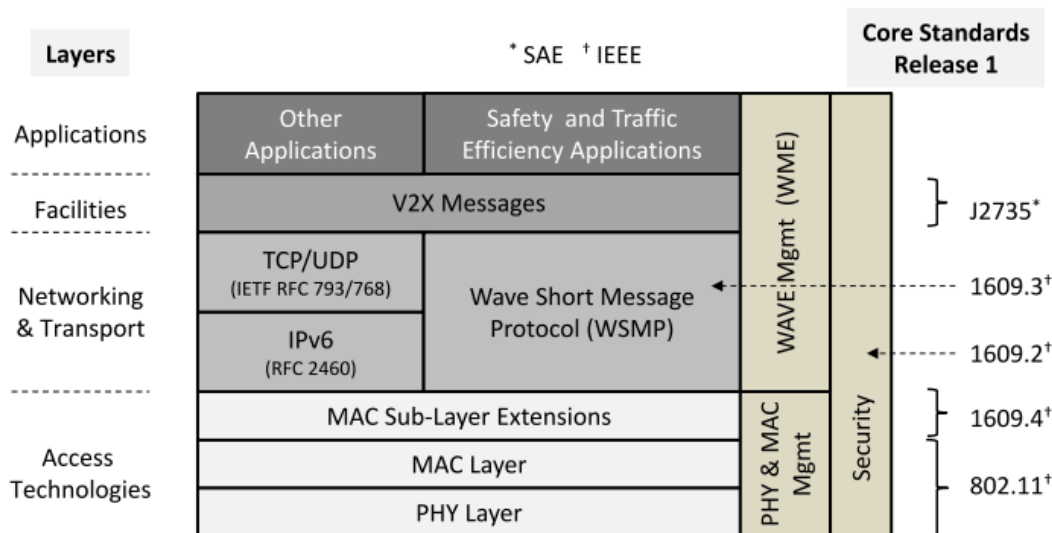 Layers
* SAE † IEEE
Core Standards
Release 1
Applications
Other
Applications
Safety and Traffic
Efficiency Applications
WAVE Mgmt (WME)
Security
Facilities
V2X Messages
J2735*
Networking
& Transport
TCP/UDP
(IETF RFC 793/768)
IPv6
(RFC 2460)
Wave Short Message
Protocol (WSMP)
1609.3†
1609.2†
Access
Technologies
MAC Sub-Layer Extensions
MAC Layer
PHY Layer
PHY & MAC
Mgmt
1609.4†
802.11†